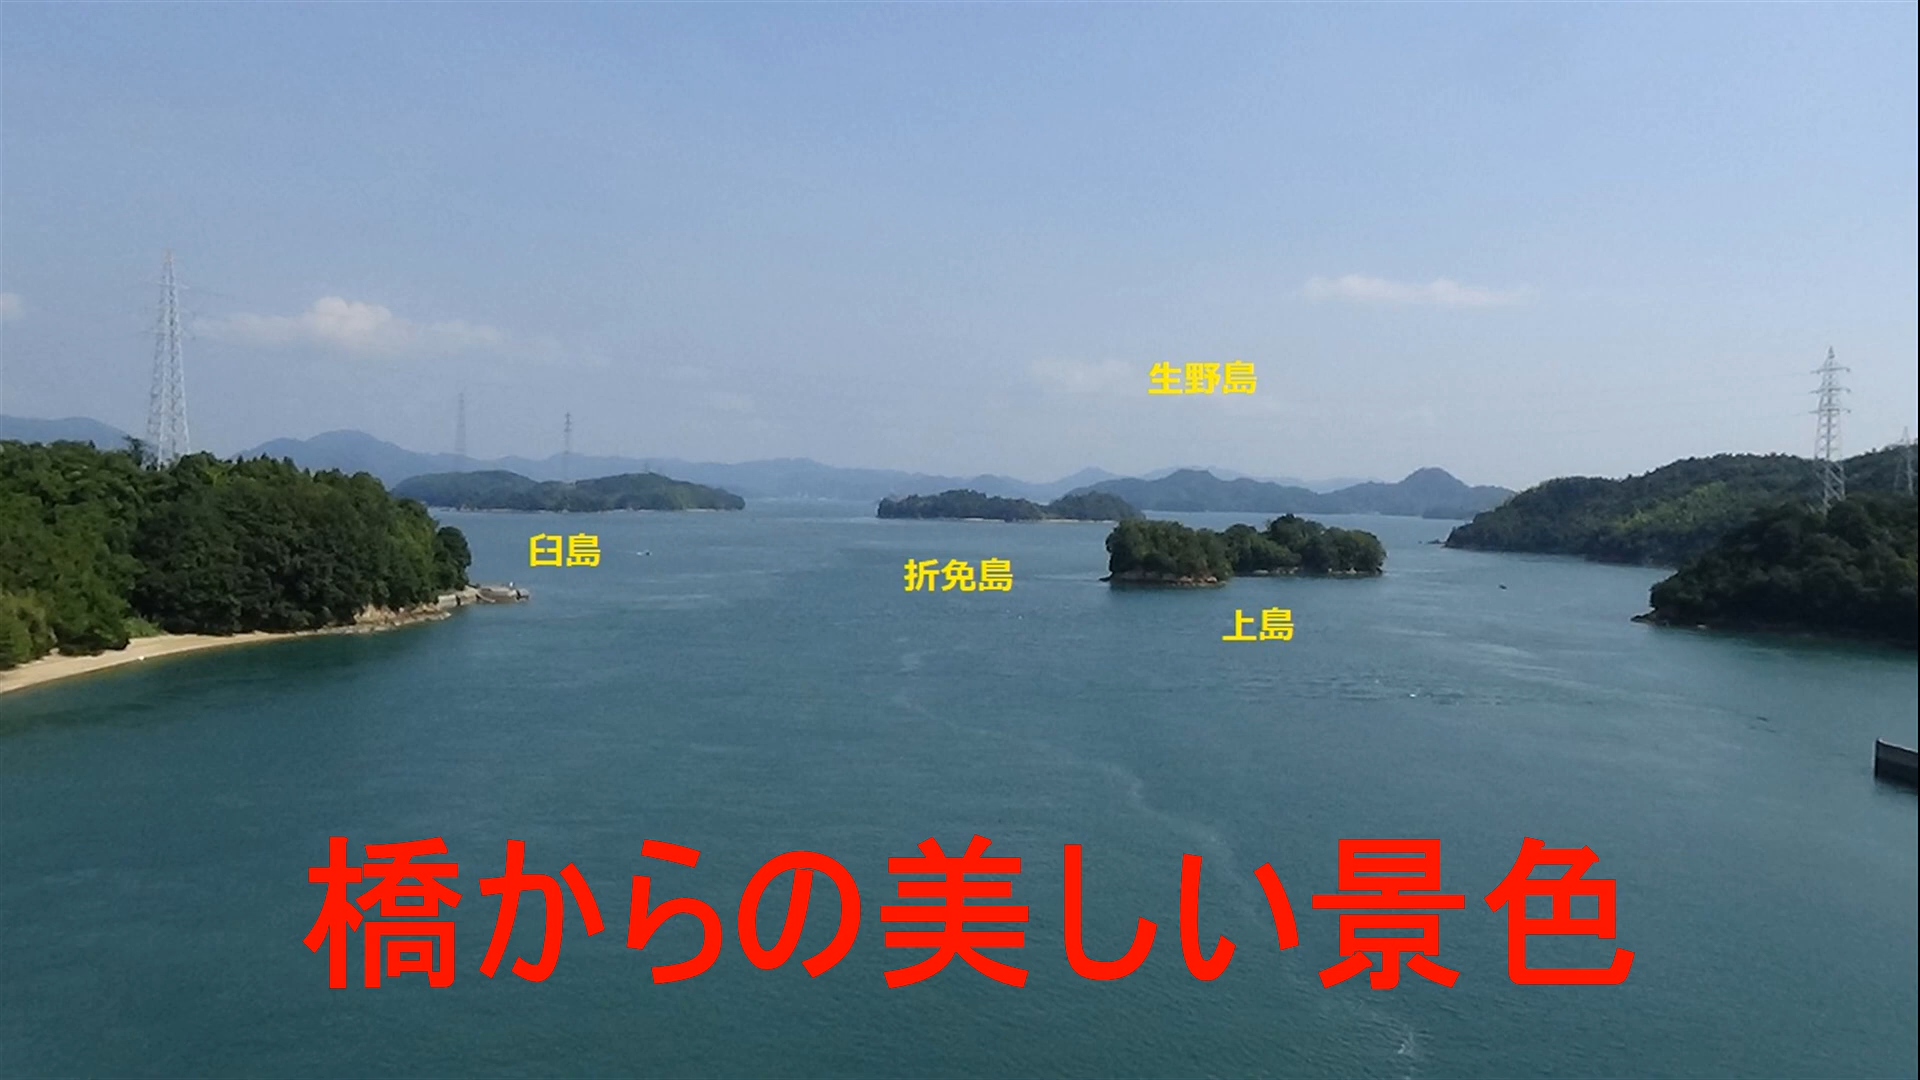 生野島
臼島
折免島
上島
橋からの美しい景色